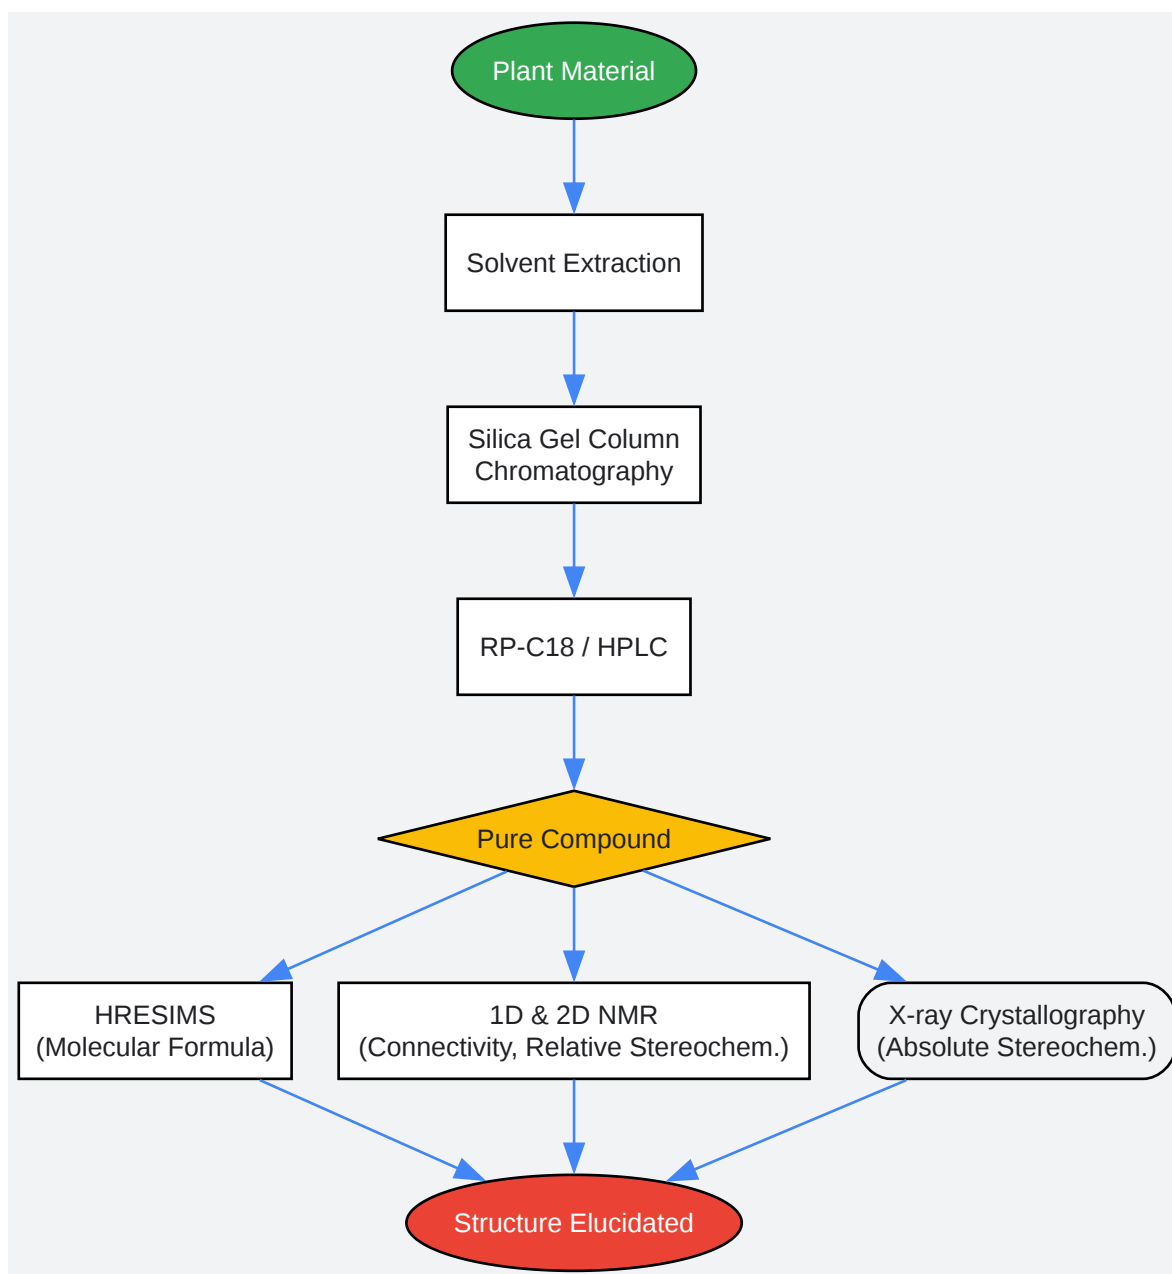 Plant Material
Solvent Extraction
Silica Gel Column
Chromatography
RP-C18 / HPLC
Pure Compound
HRESIMS
(Molecular Formula)
1D & 2D NMR
(Connectivity, Relative Stereochem.)
X-ray Crystallography
(Absolute Stereochem.)
Structure Elucidated